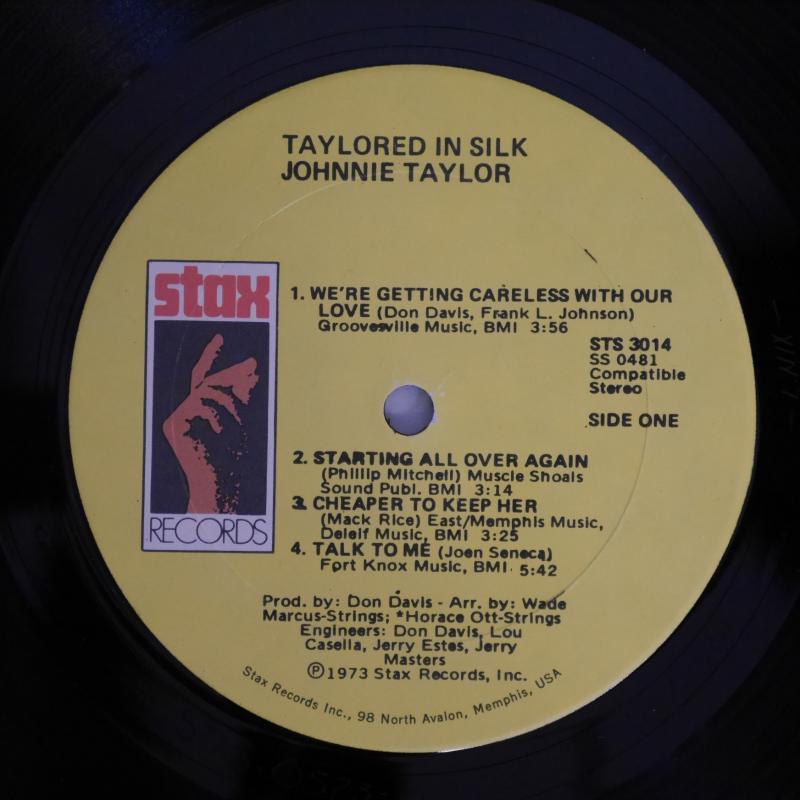 TAYLORED IN SILK
JOHNNIE TAYLOR
stax
RECORDS
1. WE'RE GETTING CARELESS WITH OUR
LOVE (Don Davis, Frank L. Johnson)
Groovesville Music, BMI 3:56
STS 3014
SS 0481
Compatible
Stereo
SIDE ONE
2. STARTING ALL OVER AGAIN
(Phillip Mitchell) Muscle Shoals
Sound Publ. BMI 3:14
3. CHEAPER TO KEEP HER
(Mack Rice) East/Memphis Music,
Deleif Music, BMI 3:25
4. TALK TO ME (Joen Seneca)
Fort Knox Music, BMI 5:42
Prod. by: Don Davis - Arr. by: Wade
Marcus-Strings; *Horace Ott-Strings
Engineers: Don Davis, Lou
Casella, Jerry Estes, Jerry
Masters
Ⓟ1973 Stax Records, Inc.
Stax Records Inc., 98 North Avalon, Memphis, USA